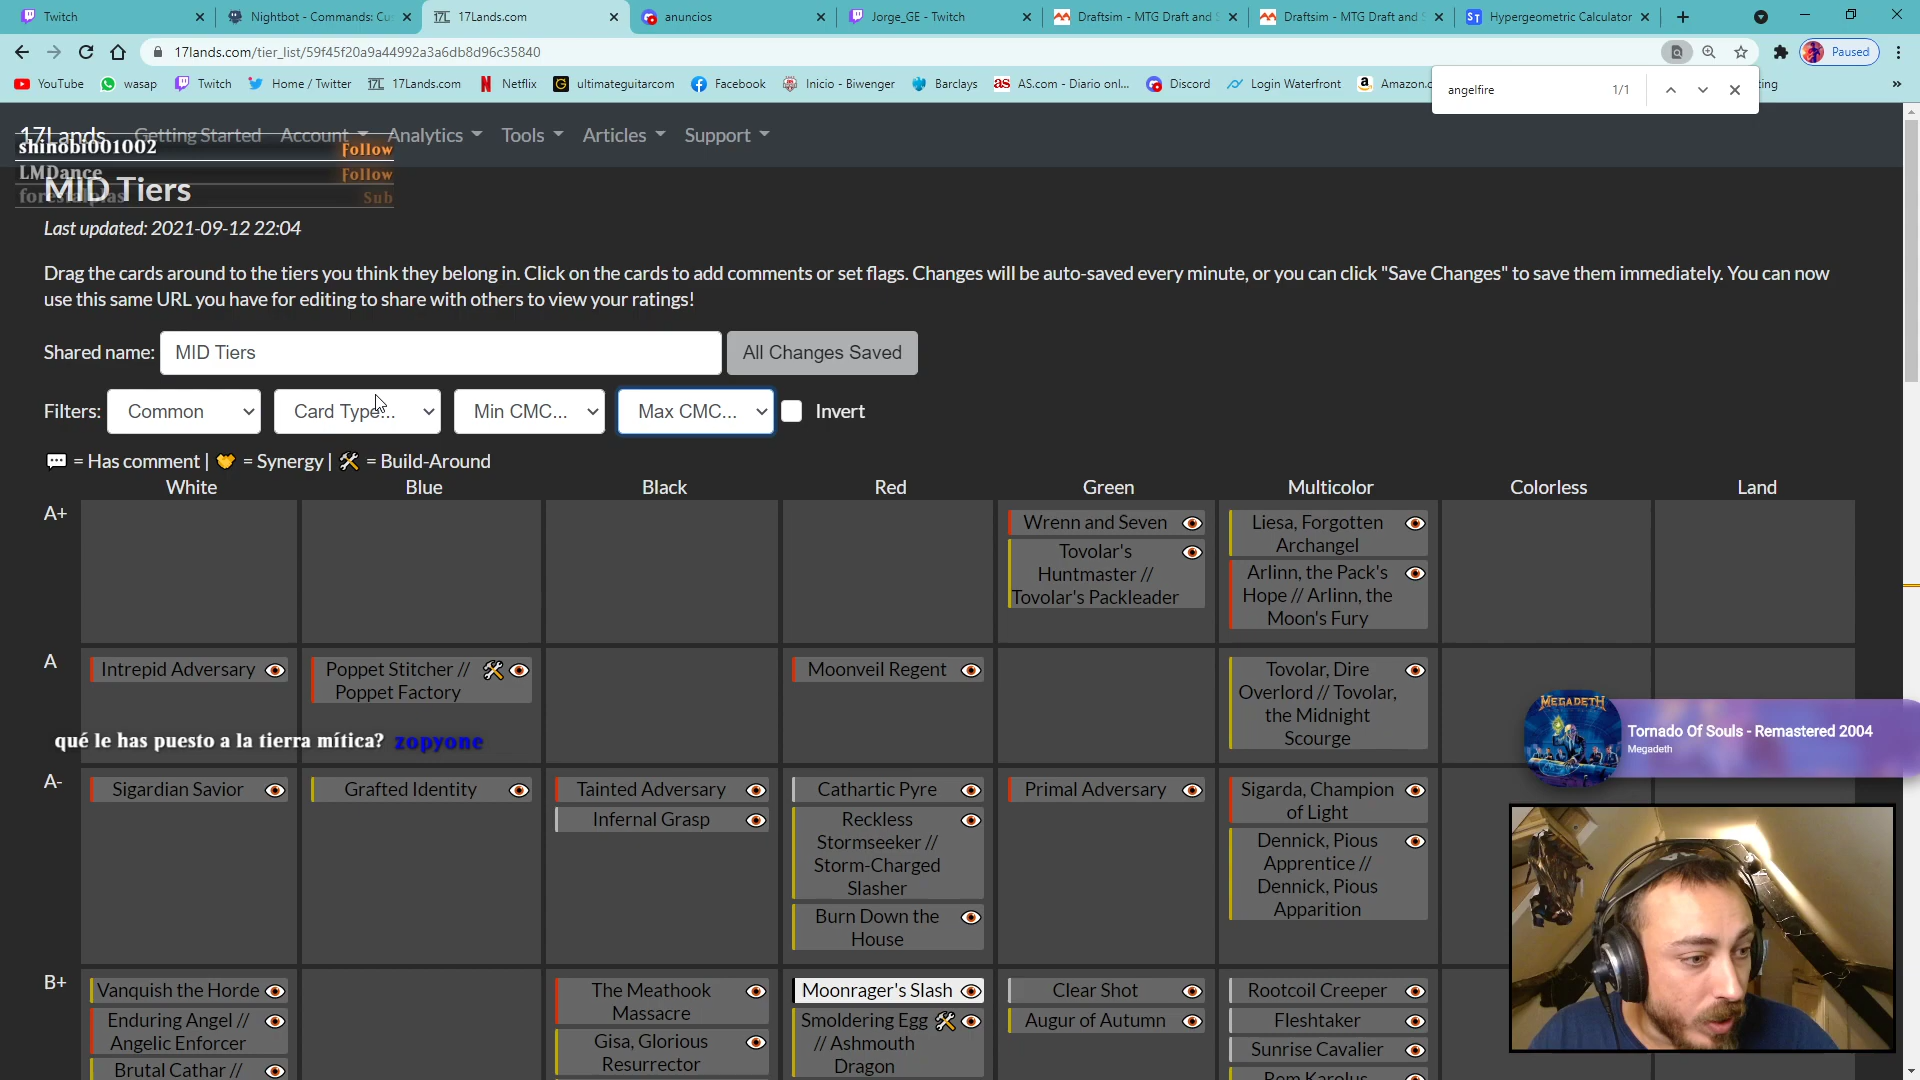 Twitch
Nightbot - Commands: Cu
17Lands.com
anuncios
Jorge_GE - Twitch
Draftsim - MTG Draft and
Draftsim - MTG Draft and
Hypergeometric Calculator
17lands.com/tier_list/59f45f20a9a44992a3a6db8d96c35840
Paused
YouTube
wasap
Twitch
Home / Twitter
17Lands.com
Netflix
ultimateguitarcom
Facebook
Inicio - Biwenger
Barclays
AS.com - Diario onl...
Discord
Login Waterfront
Amazon.
angelfire 1/1
17Lands Getting Started Account Analytics Tools Articles Support
shinobi001002 Follow
LMDance Follow
forestalplas Sub
MID Tiers
Last updated: 2021-09-12 22:04
Drag the cards around to the tiers you think they belong in. Click on the cards to add comments or set flags. Changes will be auto-saved every minute, or you can click "Save Changes" to save them immediately. You can now
use this same URL you have for editing to share with others to view your ratings!
Shared name: MID Tiers All Changes Saved
Filters: Common Card Type... Min CMC... Max CMC... Invert
= Has comment | = Synergy | = Build-Around
White Blue Black Red Green Multicolor Colorless Land
A+
Wrenn and Seven
Tovolar's
Huntmaster //
Tovolar's Packleader
Liesa, Forgotten
Archangel
Arlinn, the Pack's
Hope // Arlinn, the
Moon's Fury
A
Intrepid Adversary
Poppet Stitcher //
Poppet Factory
Moonveil Regent
Tovolar, Dire
Overlord // Tovolar,
the Midnight
Scourge
qué le has puesto a la tierra mítica? zopyone
MEGADETH
Tornado Of Souls - Remastered 2004
Megadeth
A-
Sigardian Savior
Grafted Identity
Tainted Adversary
Infernal Grasp
Cathartic Pyre
Reckless
Stormseeker //
Storm-Charged
Slasher
Burn Down the
House
Primal Adversary
Sigarda, Champion
of Light
Dennick, Pious
Apprentice //
Dennick, Pious
Apparition
B+
Vanquish the Horde
Enduring Angel //
Angelic Enforcer
Brutal Cathar //
The Meathook
Massacre
Gisa, Glorious
Resurrector
Moonrager's Slash
Smoldering Egg
// Ashmouth
Dragon
Clear Shot
Augur of Autumn
Rootcoil Creeper
Fleshtaker
Sunrise Cavalier
Rem Karolus